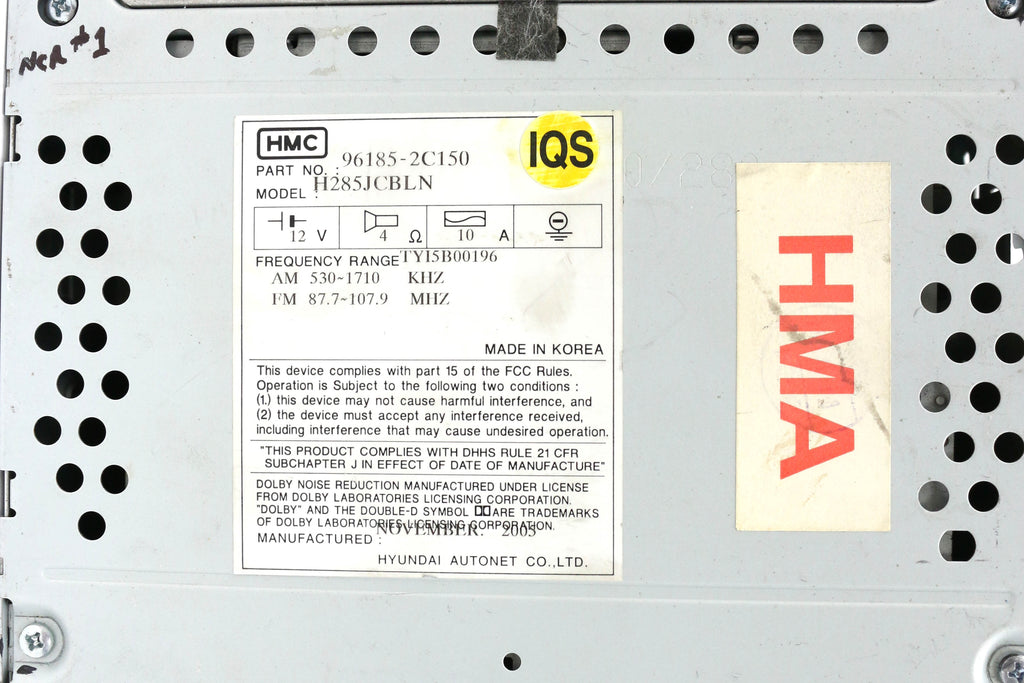 NCR #1
HMC
IQS
PART NO. : 96185-2C150
MODEL : H285JCBLN
12 V
4 Ω
10 A
FREQUENCY RANGE TYI5B00196
AM 530~1710 KHZ
FM 87.7~107.9 MHZ
MADE IN KOREA
This device complies with part 15 of the FCC Rules.
Operation is Subject to the following two conditions :
(1.) this device may not cause harmful interference, and
(2) the device must accept any interference received,
including interference that may cause undesired operation.
"THIS PRODUCT COMPLIES WITH DHHS RULE 21 CFR
SUBCHAPTER J IN EFFECT OF DATE OF MANUFACTURE"
DOLBY NOISE REDUCTION MANUFACTURED UNDER LICENSE
FROM DOLBY LABORATORIES LICENSING CORPORATION.
"DOLBY" AND THE DOUBLE-D SYMBOL ARE TRADEMARKS
OF DOLBY LABORATORIES LICENSING CORPORATION.
NOVEMBER. 2005
MANUFACTURED :
HYUNDAI AUTONET CO.,LTD.
HMA